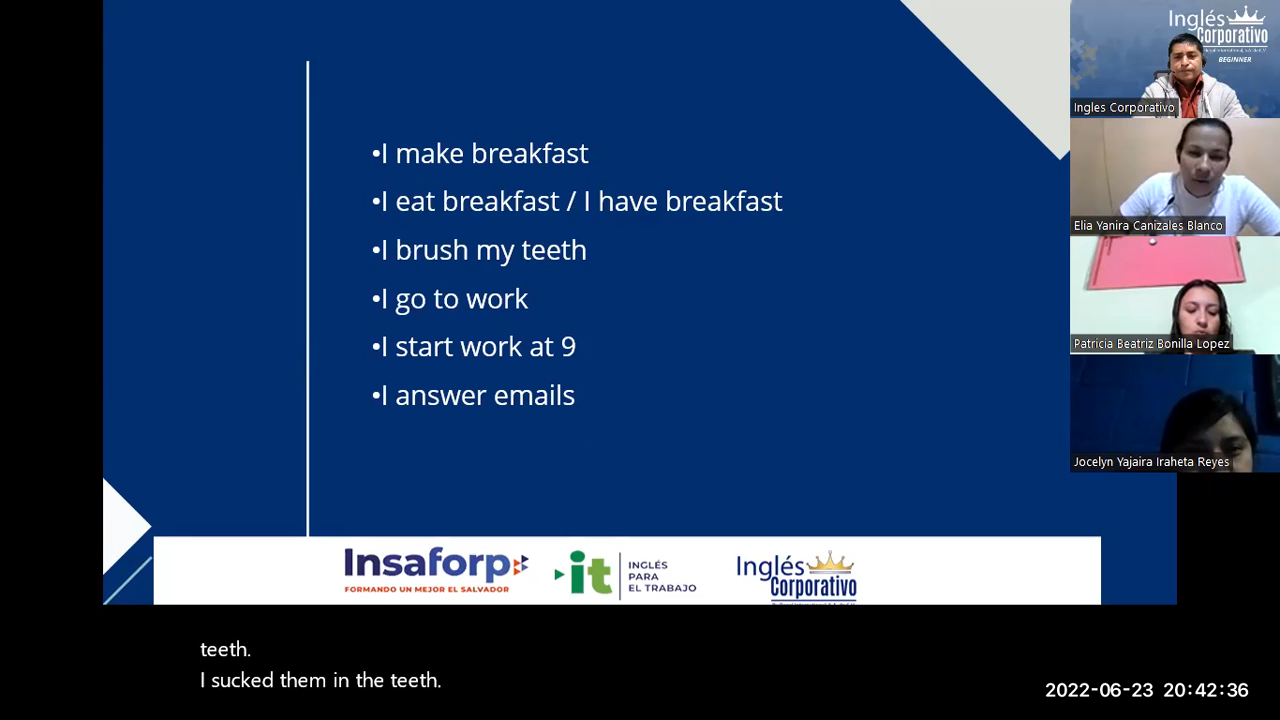 •I make breakfast
•I eat breakfast / I have breakfast
•I brush my teeth
•I go to work
•I start work at 9
•I answer emails
Insaforp
FORMANDO UN MEJOR EL SALVADOR
it
INGLÉS
PARA
EL TRABAJO
Inglés
Corporativo
Inglés
Corporativo
BEGINNER
Ingles Corporativo
Elia Yanira Canizales Blanco
Patricia Beatriz Bonilla Lopez
Jocelyn Yajaira Iraheta Reyes
teeth.
I sucked them in the teeth.
2022-06-23 20:42:36